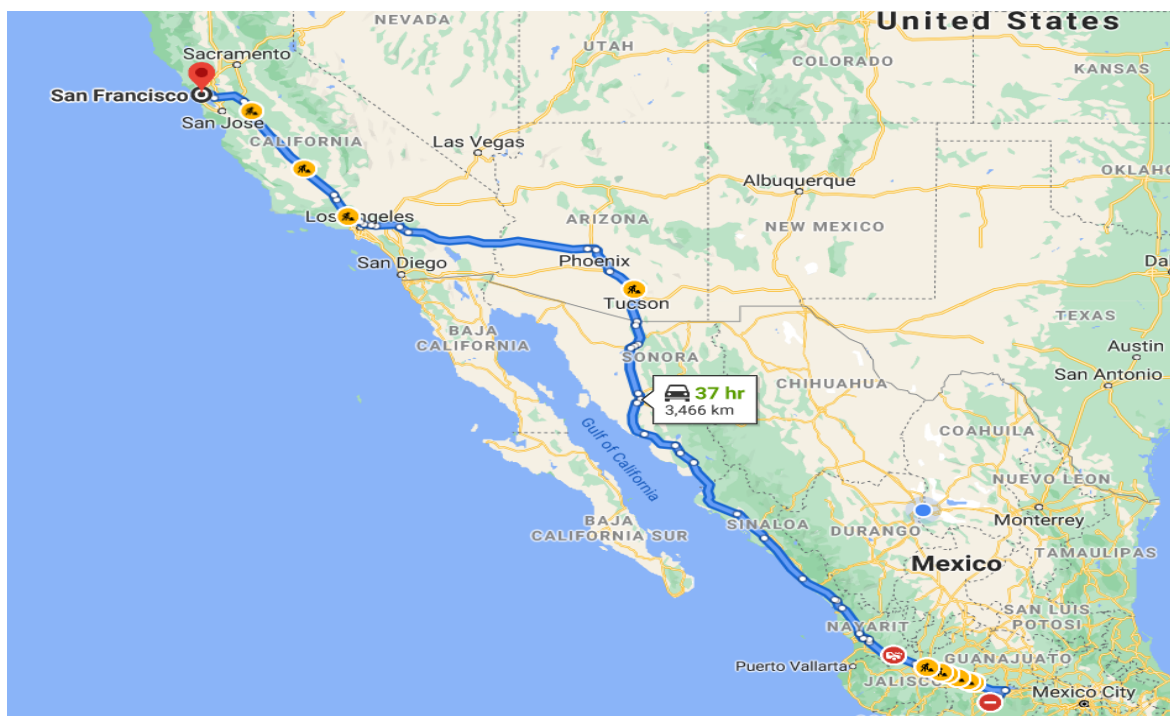 United States
NEVADA
UTAH
Sacramento
COLORADO
KANSAS
San Francisco
San Jose
CALIFORNIA
Las Vegas
Albuquerque
OKLAHO
Los Angeles
ARIZONA
NEW MEXICO
San Diego
Phoenix
Da
Tucson
TEXAS
BAJA
CALIFORNIA
SONORA
Austin
San Antonio
37 hr
3,466 km
CHIHUAHUA
Gulf of California
COAHUILA
NUEVO LEON
BAJA
CALIFORNIA SUR
SINALOA
DURANGO
Monterrey
TAMAULIPAS
Mexico
SAN LUIS
POTOSI
NAYARIT
GUANAJUATO
Puerto Vallarta
JALISCO
Mexico City